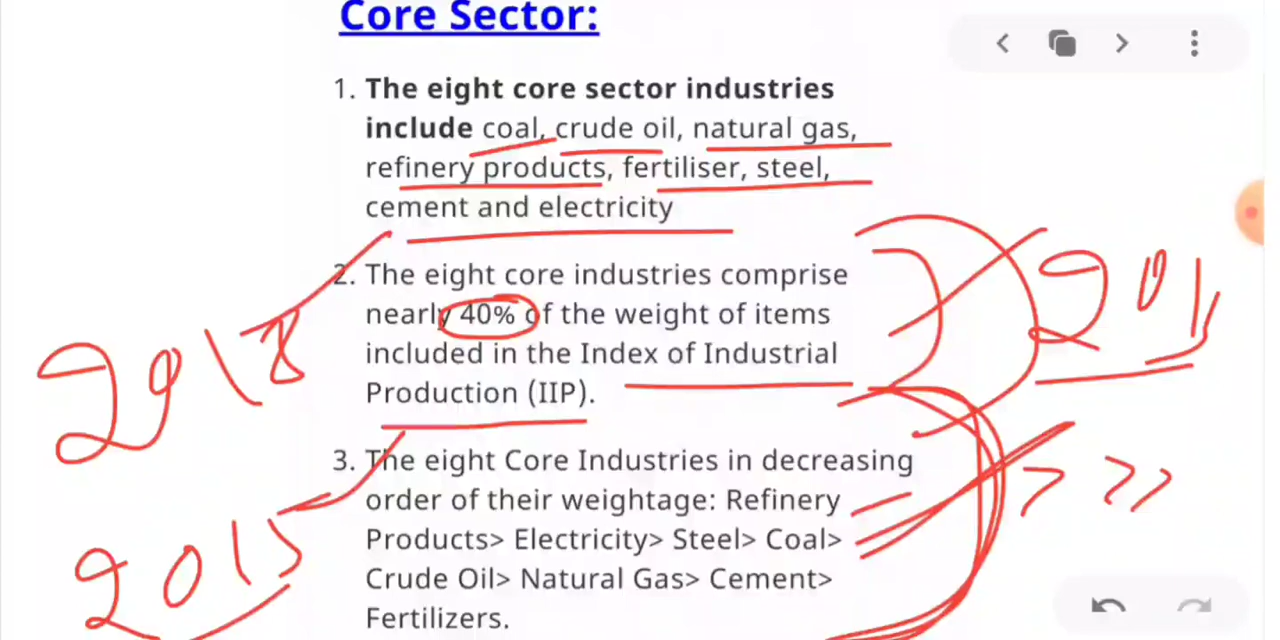 Core Sector:
1. The eight core sector industries
include coal, crude oil, natural gas,
refinery products, fertiliser, steel,
cement and electricity
2. The eight core industries comprise
nearly 40% of the weight of items
included in the Index of Industrial
Production (IIP).
3. The eight Core Industries in decreasing
order of their weightage: Refinery
Products> Electricity> Steel> Coal>
Crude Oil> Natural Gas> Cement>
Fertilizers.
2018
2015
> >>